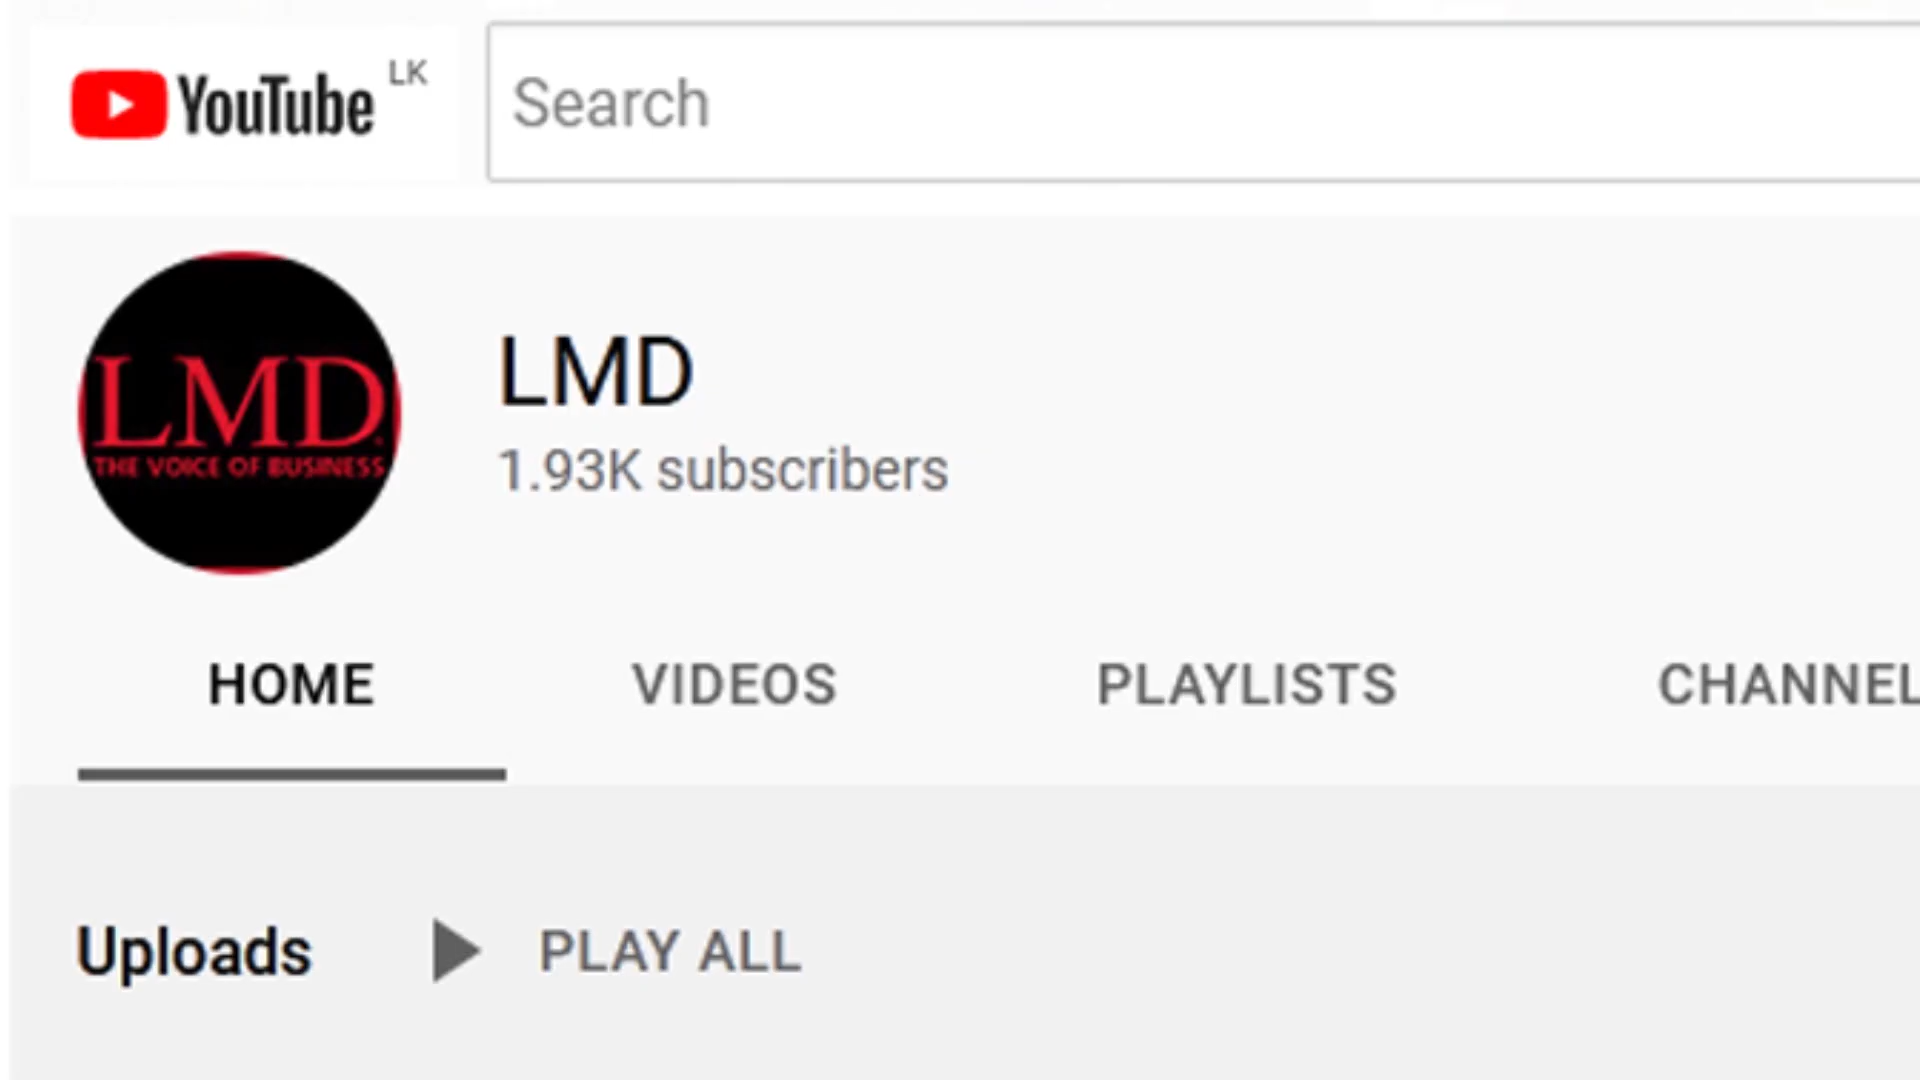 YouTube LK
Search
LMD
THE VOICE OF BUSINESS
LMD
1.93K subscribers
HOME VIDEOS PLAYLISTS CHANNEL
Uploads PLAY ALL